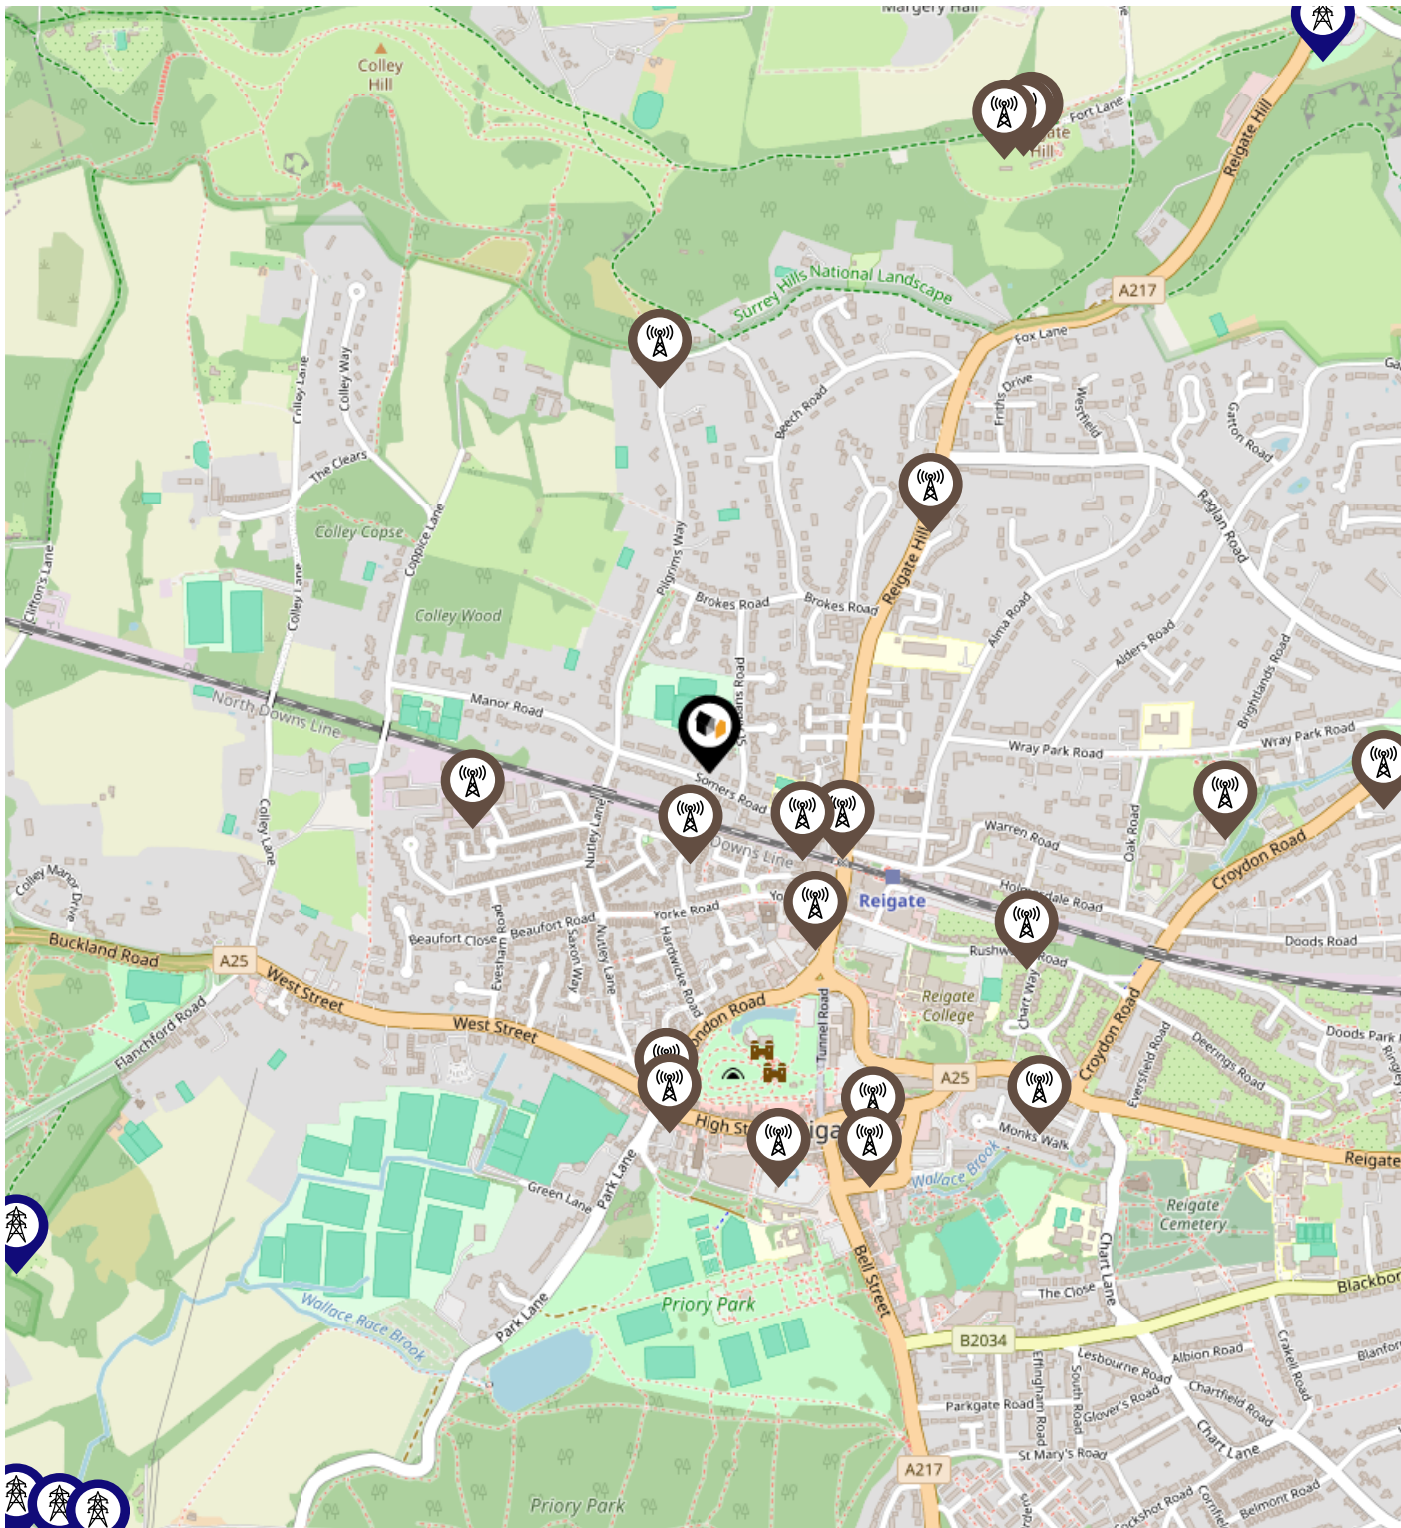 Margery Hall
Colley
Hill
Fort Lane
Hill
Reigate Hill
Surrey Hills National Landscape
A217
Fox Lane
Colley Lane
Colley Way
Beech Road
Friths Drive
Westfield
Gatton Road
The Clears
Colley Copse
Coppice Lane
Raglan Road
Clifton's Lane
Colley Lane
Pilgrims Way
Reigate Hill
Colley Wood
Brokes Road
Brokes Road
Alma Road
Alders Road
Brightlands Road
Manor Road
North Downs Line
Wray Park Road
Wray Park Road
Somers Road
Colley Lane
Nutley Lane
Downs Line
Warren Road
Oak Road
Croydon Road
Colley Manor
Drive
Reigate
Holmesdale Road
Yorke Road
Beaufort Close
Beaufort Road
Evesham Road
Saxon Way
Nutley Lane
Hardwicke Road
Buckland Road
A25
Doods Road
West Street
West Street
London Road
Tunnel Road
Reigate
College
Chart Way
Croydon Road
Flanchford Road
Doods Park
Deerings Road
Eversfield Road
A25
High St
Monks Walk
Wallace Brook
Reigate
Green Lane
Park Lane
Reigate
Cemetery
Chart Lane
Bell Street
The Close
Wallace Race Brook
Park Lane
Priory Park
B2034
Lesbourne Road
Albion Road
Crakell Road
Effingham Road
South Road
Chartfield Road
Parkgate Road
Glover's Road
Chart Lane
St Mary's Road
A217
Priory Park
Belmont Road